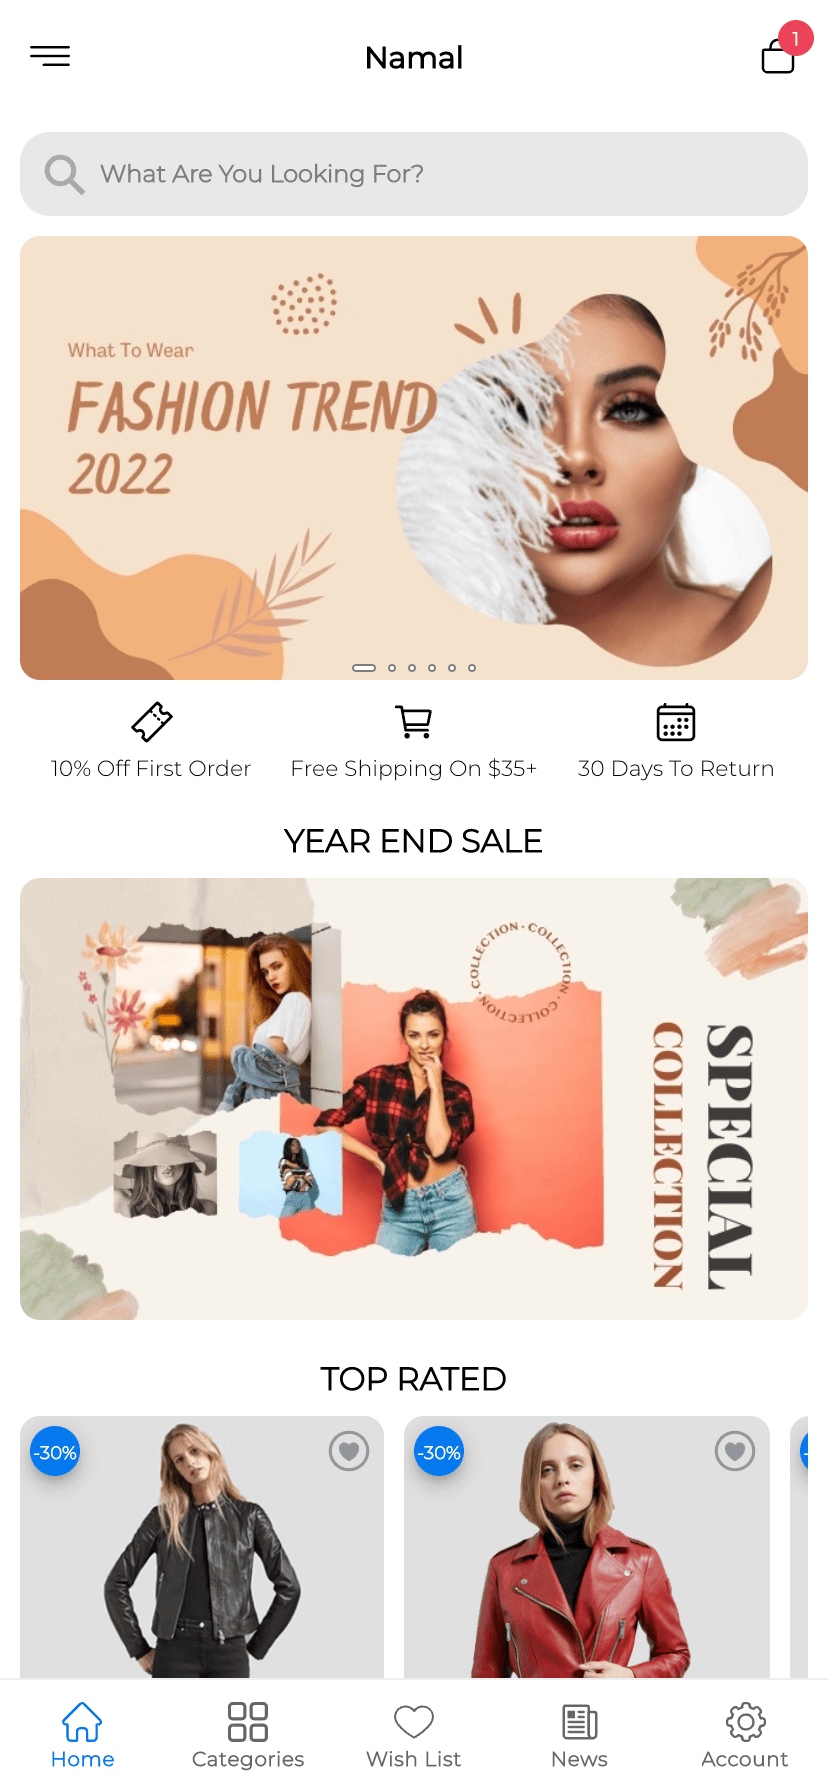 Namal
1
What Are You Looking For?
What To Wear
FASHION TREND
2022
10% Off First Order
Free Shipping On $35+
30 Days To Return
YEAR END SALE
COLLECTION · COLLECTION · COLLECTION ·
SPECIAL
COLLECTION
TOP RATED
-30%
-30%
Home
Categories
Wish List
News
Account